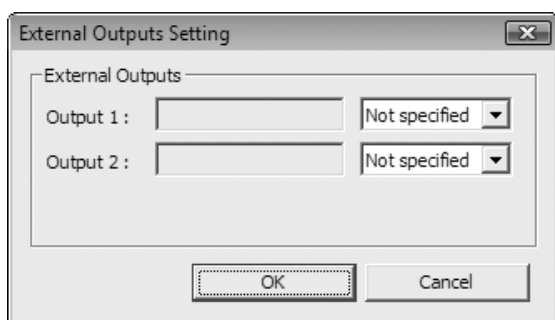 External Outputs Setting
External Outputs
Output 1 : Not specified
Output 2 : Not specified
OK Cancel